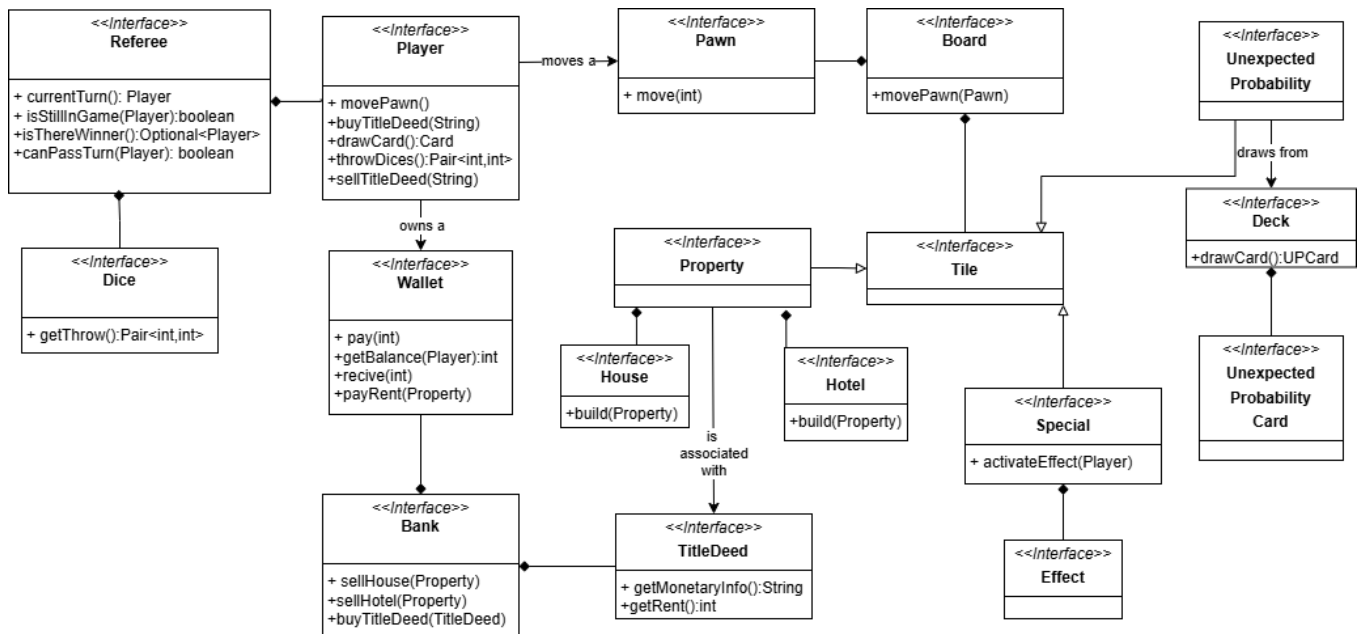 <<Interface>>
Referee
+ currentTurn(): Player
+ isStillInGame(Player):boolean
+isThereWinner():Optional<Player>
+canPassTurn(Player): boolean
<<Interface>>
Player
+ movePawn()
+buyTitleDeed(String)
+drawCard():Card
+throwDices():Pair<int,int>
+sellTitleDeed(String)
moves a
<<Interface>>
Pawn
+ move(int)
<<Interface>>
Board
+movePawn(Pawn)
<<Interface>>
Unexpected
Probability
draws from
<<Interface>>
Deck
+drawCard():UPCard
owns a
<<Interface>>
Dice
+ getThrow():Pair<int,int>
<<Interface>>
Wallet
+ pay(int)
+getBalance(Player):int
+recive(int)
+payRent(Property)
<<Interface>>
Property
<<Interface>>
Tile
<<Interface>>
House
+build(Property)
<<Interface>>
Hotel
+build(Property)
<<Interface>>
Unexpected
Probability
Card
<<Interface>>
Special
+ activateEffect(Player)
is
associated
with
<<Interface>>
Bank
+ sellHouse(Property)
+sellHotel(Property)
+buyTitleDeed(TitleDeed)
<<Interface>>
TitleDeed
+ getMonetaryInfo():String
+getRent():int
<<Interface>>
Effect